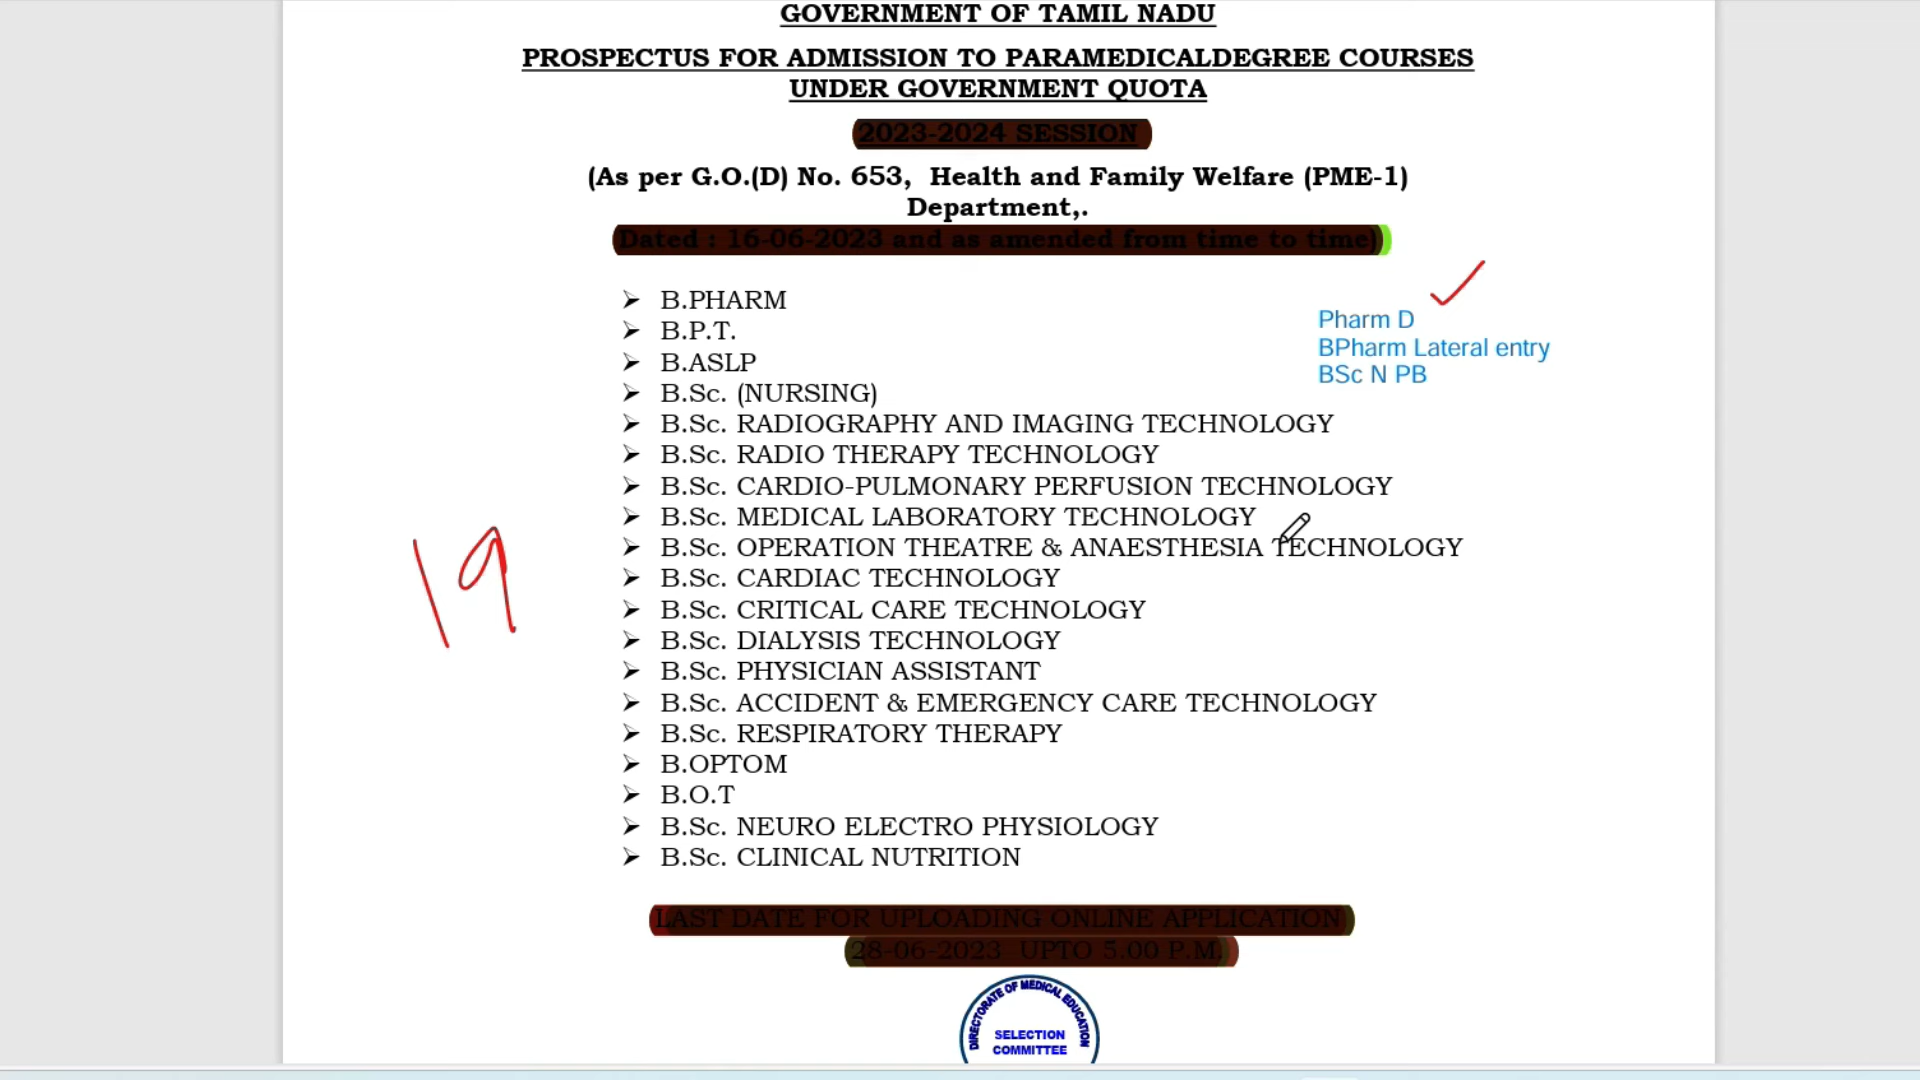 GOVERNMENT OF TAMIL NADU
PROSPECTUS FOR ADMISSION TO PARAMEDICALDEGREE COURSES
UNDER GOVERNMENT QUOTA
2023-2024 SESSION
(As per G.O.(D) No. 653, Health and Family Welfare (PME-1)
Department,.
Dated : 16-06-2023 and as amended from time to time)
➢ B.PHARM
➢ B.P.T.
➢ B.ASLP
➢ B.Sc. (NURSING)
➢ B.Sc. RADIOGRAPHY AND IMAGING TECHNOLOGY
➢ B.Sc. RADIO THERAPY TECHNOLOGY
➢ B.Sc. CARDIO-PULMONARY PERFUSION TECHNOLOGY
➢ B.Sc. MEDICAL LABORATORY TECHNOLOGY
➢ B.Sc. OPERATION THEATRE & ANAESTHESIA TECHNOLOGY
➢ B.Sc. CARDIAC TECHNOLOGY
➢ B.Sc. CRITICAL CARE TECHNOLOGY
➢ B.Sc. DIALYSIS TECHNOLOGY
➢ B.Sc. PHYSICIAN ASSISTANT
➢ B.Sc. ACCIDENT & EMERGENCY CARE TECHNOLOGY
➢ B.Sc. RESPIRATORY THERAPY
➢ B.OPTOM
➢ B.O.T
➢ B.Sc. NEURO ELECTRO PHYSIOLOGY
➢ B.Sc. CLINICAL NUTRITION
Pharm D
BPharm Lateral entry
BSc N PB
19
LAST DATE FOR UPLOADING ONLINE APPLICATION
28-06-2023 UPTO 5.00 P.M.
DIRECTORATE OF MEDICAL EDUCATION
SELECTION
COMMITTEE